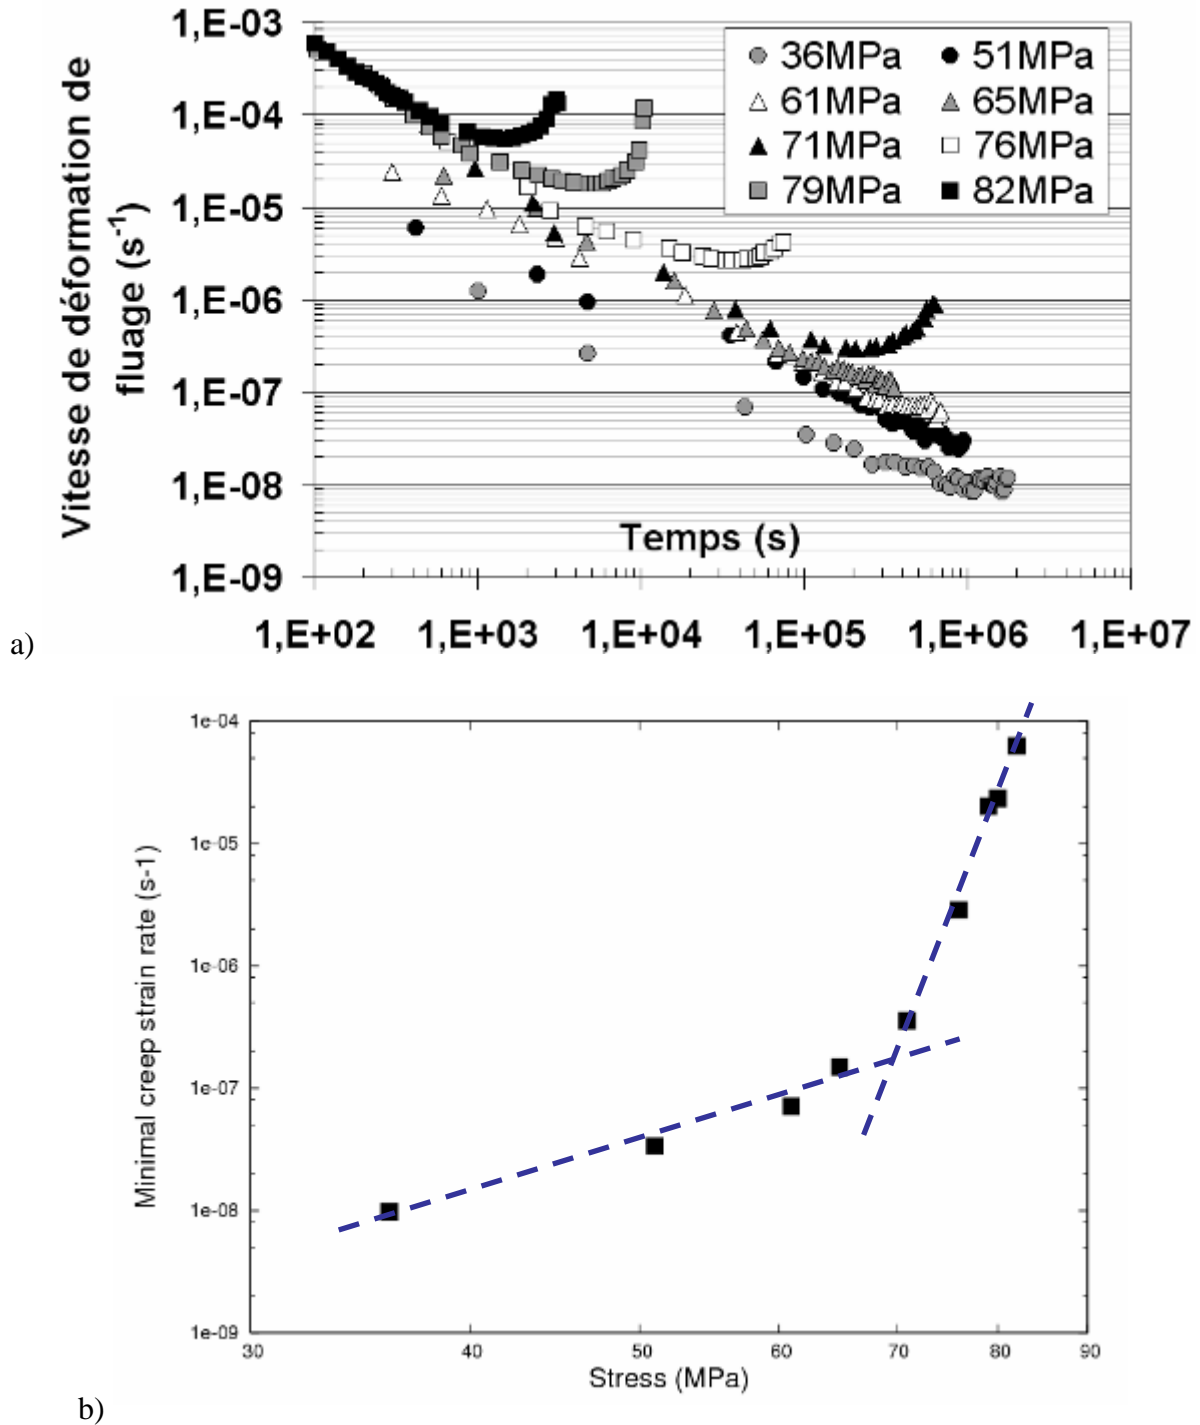 1,E-03
1,E-04
1,E-05
1,E-06
1,E-07
1,E-08
1,E-09
Vitesse de déformation de
fluage (s-1)
36MPa 51MPa
61MPa 65MPa
71MPa 76MPa
79MPa 82MPa
Temps (s)
1,E+02 1,E+03 1,E+04 1,E+05 1,E+06 1,E+07
a)
1e-04
1e-05
1e-06
1e-07
1e-08
1e-09
Minimal creep strain rate (s-1)
30 40 50 60 70 80 90
Stress (MPa)
b)